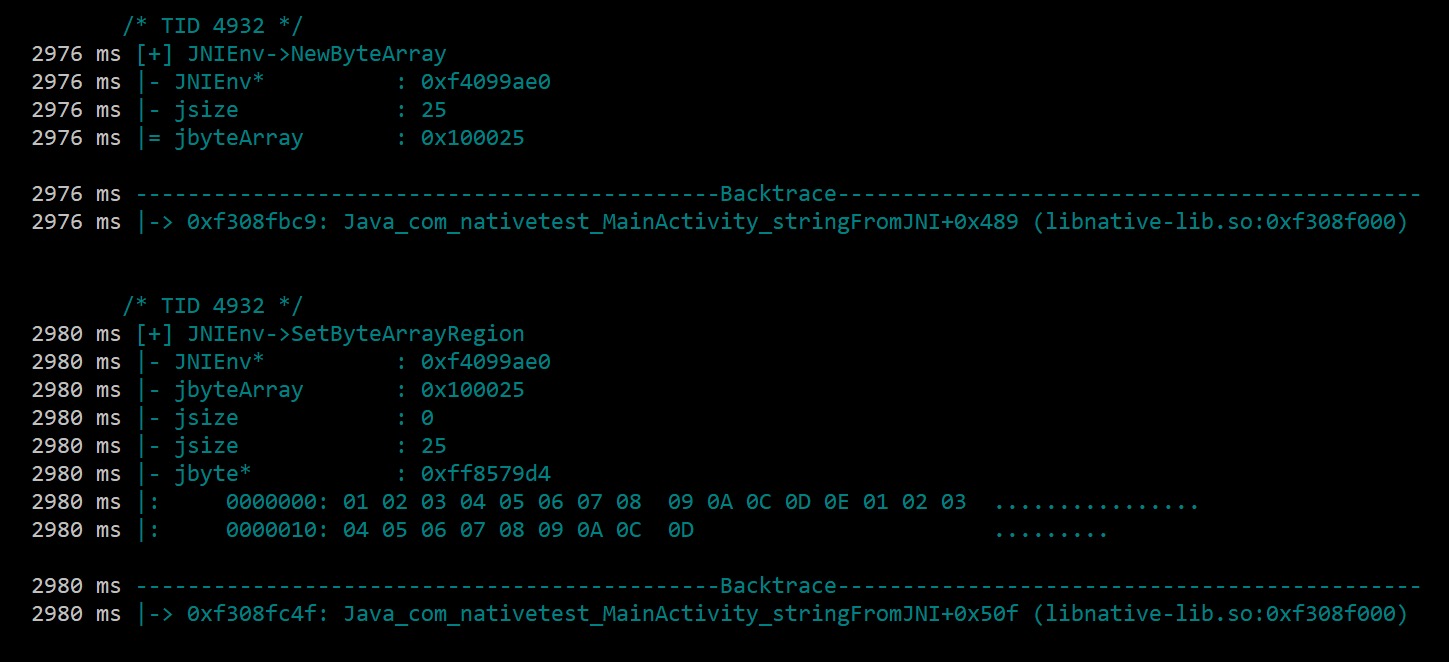 /* TID 4932 */
2976 ms [+] JNIEnv->NewByteArray
2976 ms |- JNIEnv* : 0xf4099ae0
2976 ms |- jsize : 25
2976 ms |= jbyteArray : 0x100025
2976 ms ---------------------------------------------Backtrace---------------------------------------------
2976 ms |-> 0xf308fbc9: Java_com_nativetest_MainActivity_stringFromJNI+0x489 (libnative-lib.so:0xf308f000)
/* TID 4932 */
2980 ms [+] JNIEnv->SetByteArrayRegion
2980 ms |- JNIEnv* : 0xf4099ae0
2980 ms |- jbyteArray : 0x100025
2980 ms |- jsize : 0
2980 ms |- jsize : 25
2980 ms |- jbyte* : 0xff8579d4
2980 ms |: 0000000: 01 02 03 04 05 06 07 08 09 0A 0C 0D 0E 01 02 03 ................
2980 ms |: 0000010: 04 05 06 07 08 09 0A 0C 0D .........
2980 ms ---------------------------------------------Backtrace---------------------------------------------
2980 ms |-> 0xf308fc4f: Java_com_nativetest_MainActivity_stringFromJNI+0x50f (libnative-lib.so:0xf308f000)